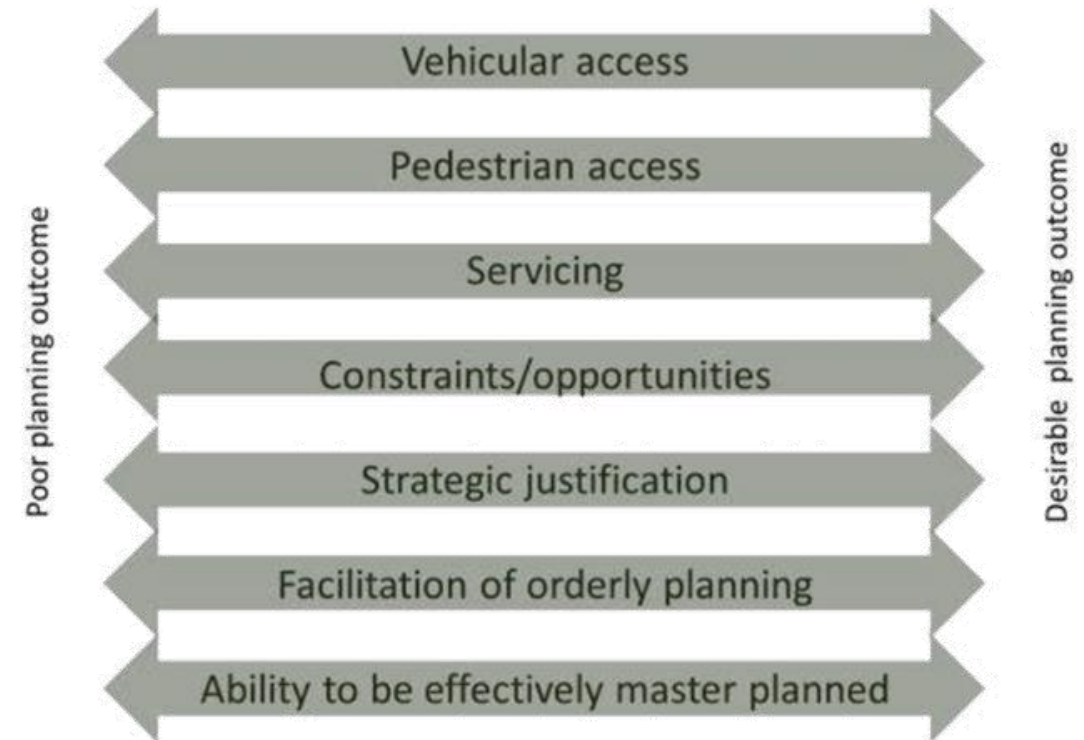 Vehicular access
Pedestrian access
Servicing
Constraints/opportunities
Strategic justification
Facilitation of orderly planning
Ability to be effectively master planned
Poor planning outcome
Desirable planning outcome